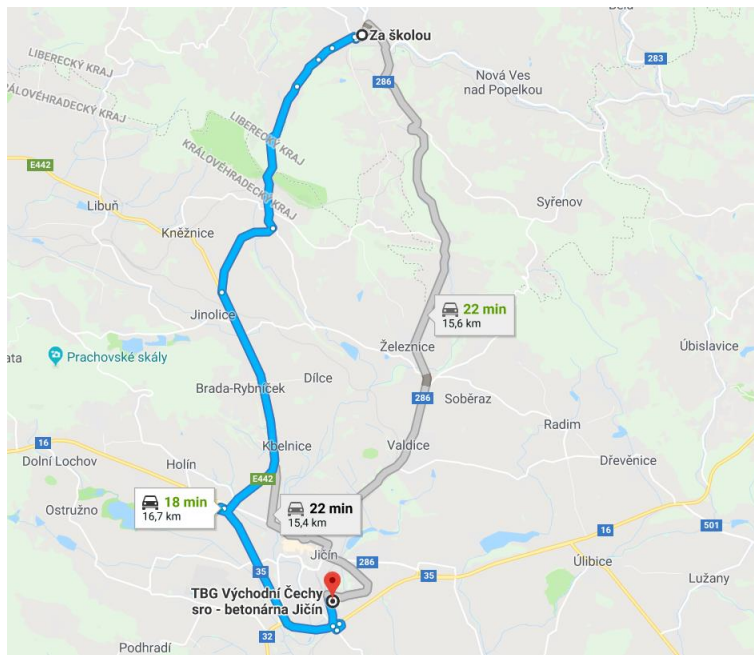 Bělá
Za školou
LIBERECKÝ KRAJ
KRÁLOVÉHRADECKÝ KRAJ
286
Nová Ves
nad Popelkou
283
LIBERECKÝ KRAJ
KRÁLOVÉHRADECKÝ KRAJ
E442
Libuň
Syřenov
Kněžnice
22 min
15,6 km
Jinolice
Železnice
Úbislavice
ata
Prachovské skály
Dílce
Brada-Rybníček
286
Soběraz
Radim
16
Kbelnice
Valdice
Dolní Lochov
Holín
Dřevěnice
E442
18 min
16,7 km
22 min
15,4 km
Ostružno
501
16
Jičín
286
Úlibice
35
35
Lužany
TBG Východní Čechy
sro - betonárna Jičín
32
Podhradí